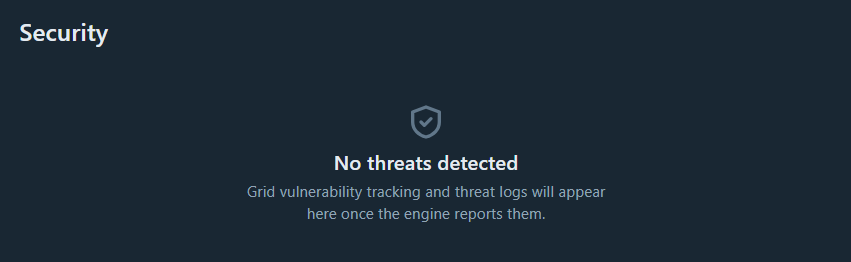 Security
No threats detected
Grid vulnerability tracking and threat logs will appear
here once the engine reports them.